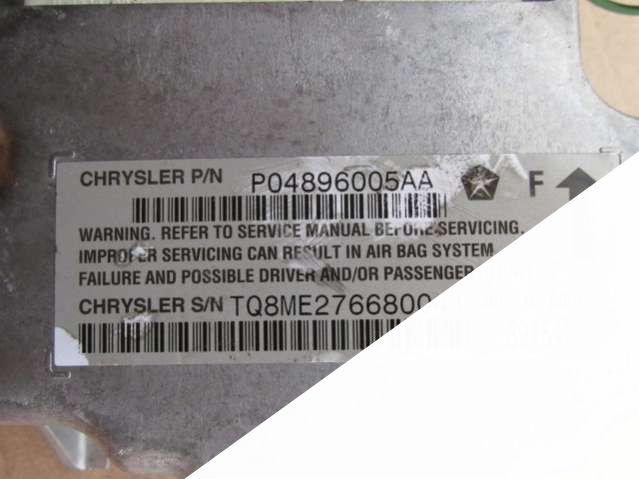 CHRYSLER P/N P04896005AA F
WARNING. REFER TO SERVICE MANUAL BEFORE SERVICING.
IMPROPER SERVICING CAN RESULT IN AIR BAG SYSTEM
FAILURE AND POSSIBLE DRIVER AND/OR PASSENGER
CHRYSLER S/N TQ8ME2766800